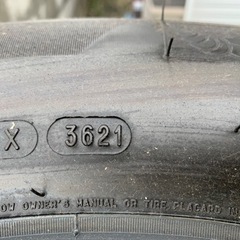 X 3621
OWNER'S MANUAL OR TIRE PLACARD